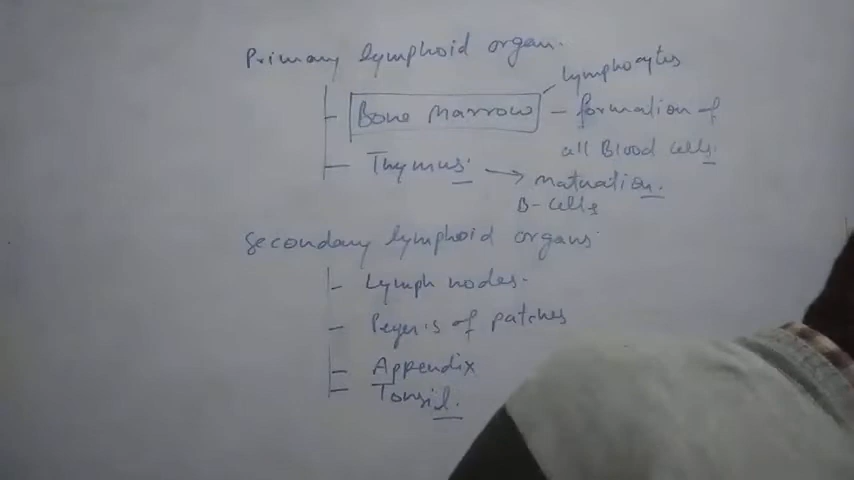 Primary lymphoid organ.
lymphocytes
Bone marrow – formation of
all Blood cells.
Thymus. → maturation.
B-cells
Secondary lymphoid organs
Lymph nodes.
Peyer's of patches
Appendix
Tonsil.